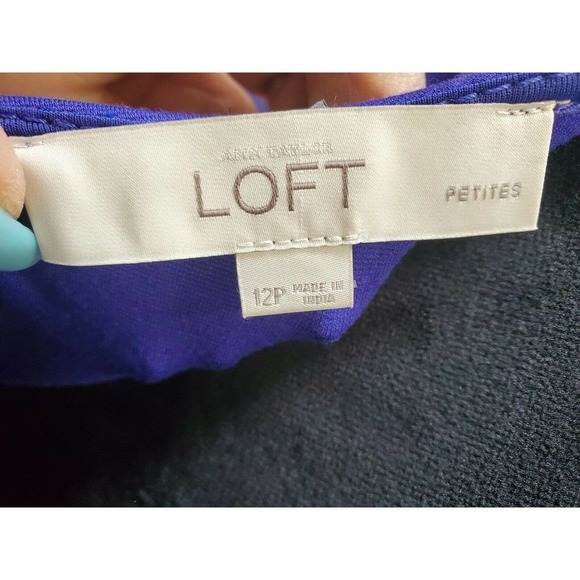 ANN TAYLOR
LOFT
PETITES
12P MADE IN
INDIA